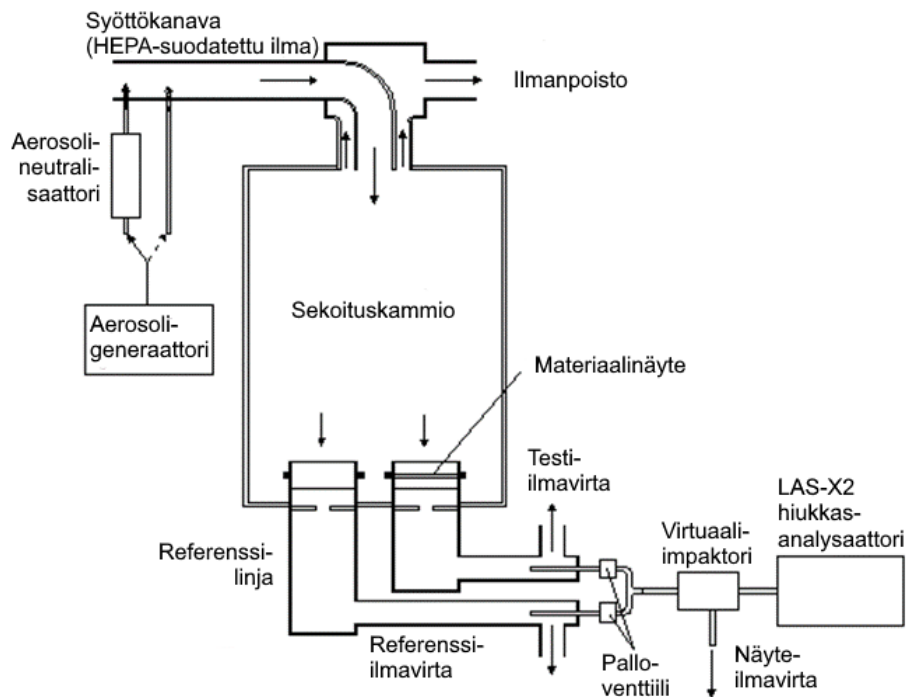 Syöttökanava
(HEPA-suodatettu ilma)
Ilmanpoisto
Aerosoli-
neutrali-
saattori
Sekoituskammio
Aerosoli-
generaattori
Materiaalinäyte
Testi-
ilmavirta
LAS-X2
hiukkas-
analysaattori
Virtuaali-
impaktori
Referenssi-
linja
Referenssi-
ilmavirta
Pallo-
venttiili
Näyte-
ilmavirta